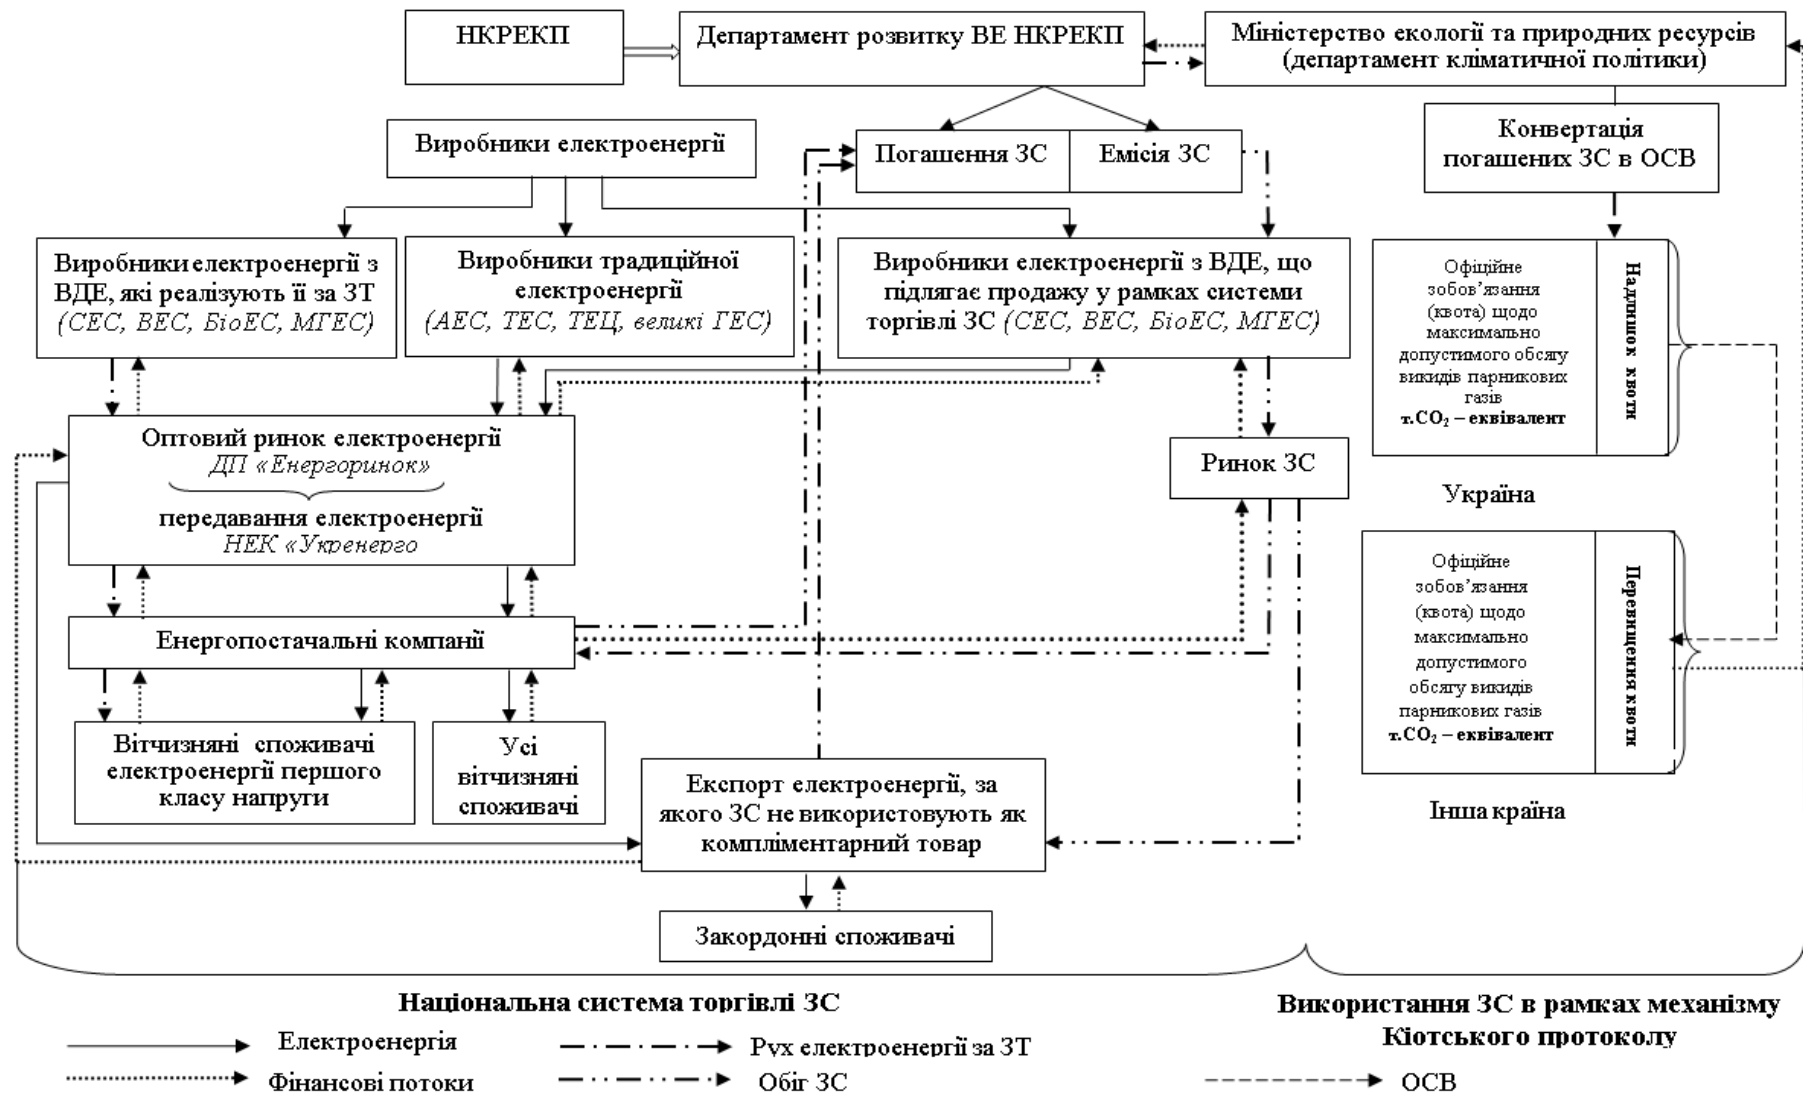 НКРЕКП
Департамент розвитку ВЕ НКРЕКП
Міністерство екології та природних ресурсів
(департамент кліматичної політики)
Виробники електроенергії
Погашення ЗС
Емісія ЗС
Конвертація
погашених ЗС в ОСВ
Виробники електроенергії з
ВДЕ, які реалізують її за ЗТ
(СЕС, ВЕС, БіоЕС, МГЕС)
Виробники традиційної
електроенергії
(АЕС, ТЕС, ТЕЦ, великі ГЕС)
Виробники електроенергії з ВДЕ, що
підлягає продажу у рамках системи
торгівлі ЗС (СЕС, ВЕС, БіоЕС, МГЕС)
Офіційне
зобов’язання
(квота) щодо
максимально
допустимого обсягу
викидів парникових
газів
т.CO₂ – еквівалент
Надлишок квоти
Україна
Оптовий ринок електроенергії
ДП «Енергоринок»
передавання електроенергії
НЕК «Укренерго
Ринок ЗС
Офіційне
зобов’язання
(квота) щодо
максимально
допустимого
обсягу викидів
парникових газів
т.CO₂ – еквівалент
Перевищення квоти
Інша країна
Енергопостачальні компанії
Вітчизняні споживачі
електроенергії першого
класу напруги
Усі
вітчизняні
споживачі
Експорт електроенергії, за
якого ЗС не використовують як
компліментарний товар
Закордонні споживачі
Національна система торгівлі ЗС
Використання ЗС в рамках механізму
Кіотського протоколу
Електроенергія
Рух електроенергії за ЗТ
Фінансові потоки
Обіг ЗС
ОСВ